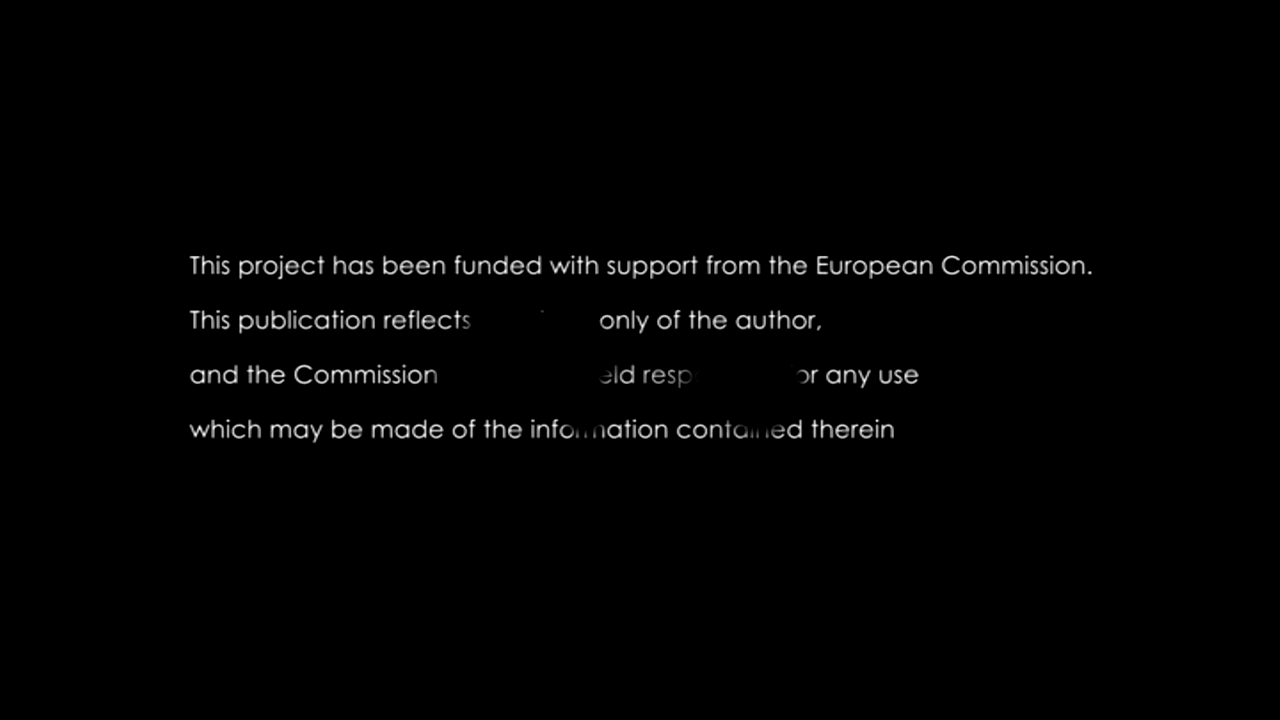 This project has been funded with support from the European Commission.
This publication reflects only of the author,
and the Commission any use
which may be made of the information contained therein